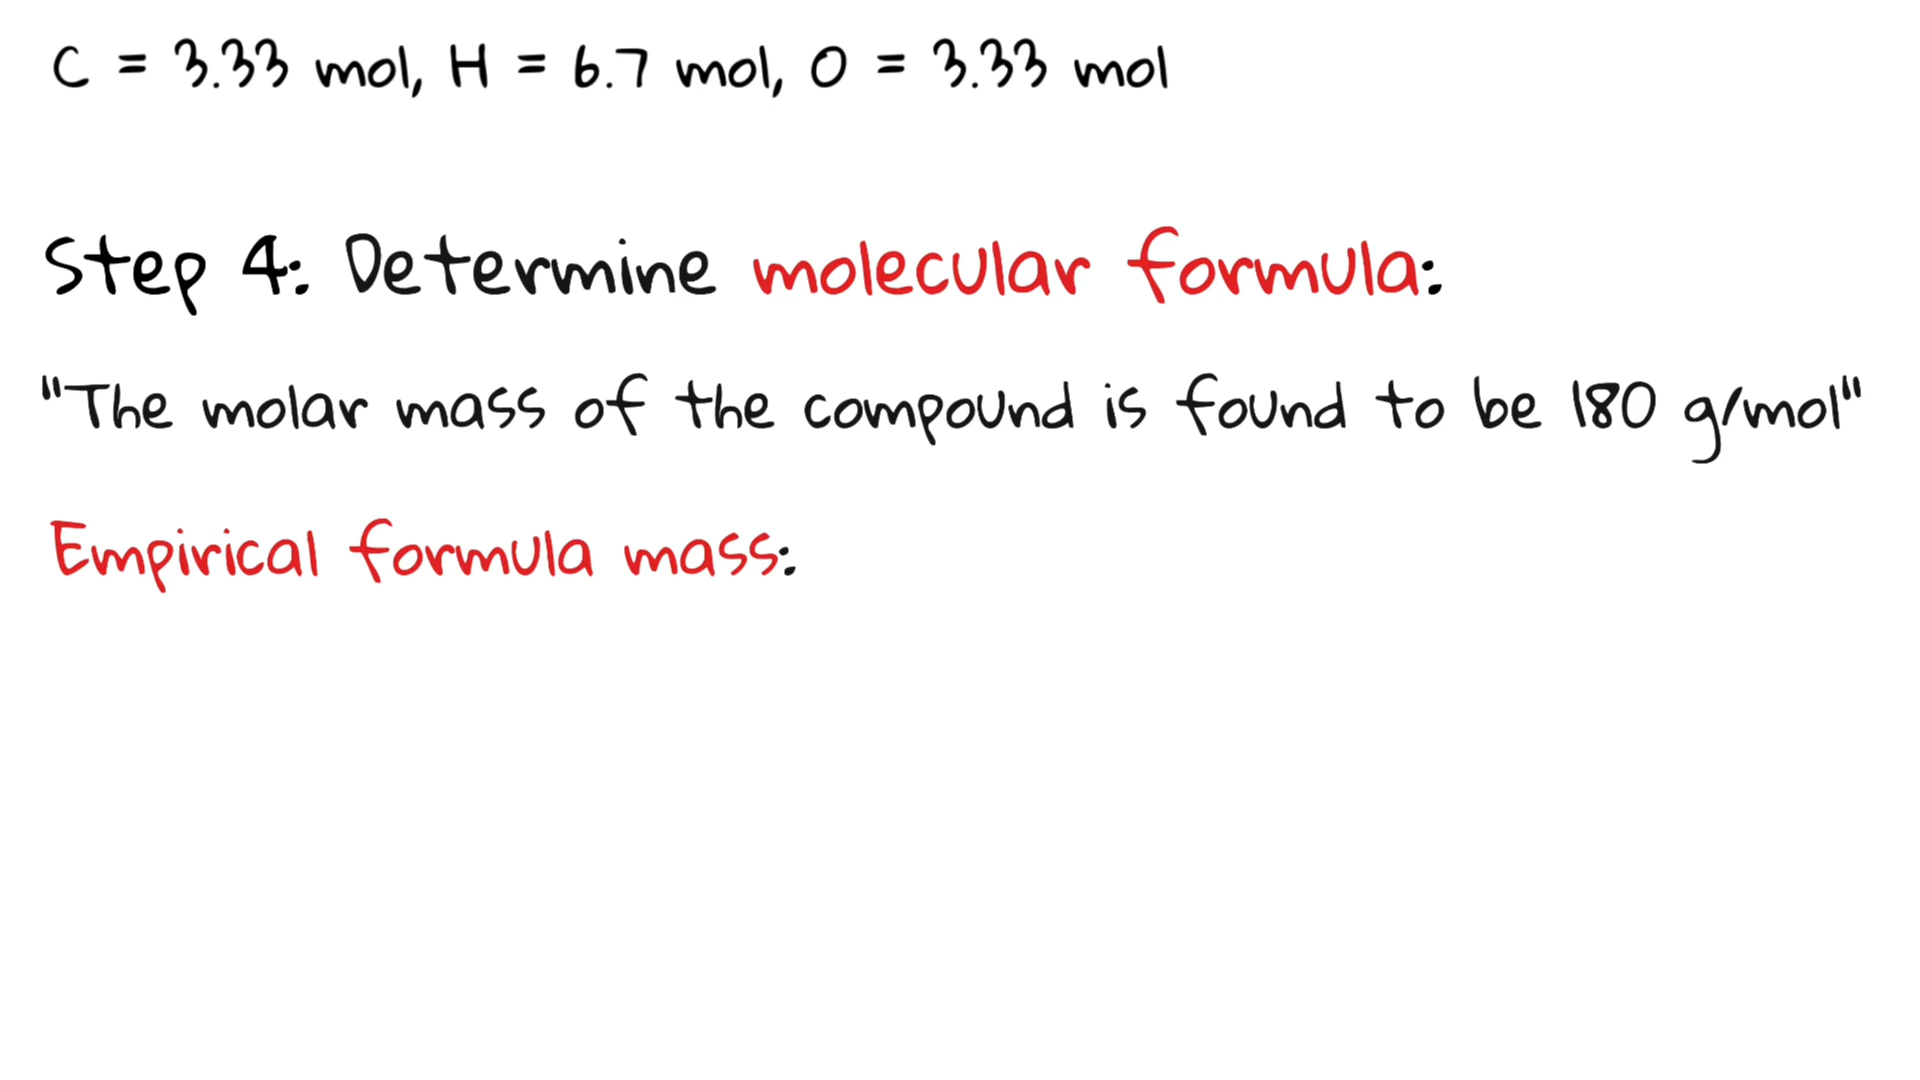 C = 3.33 mol, H = 6.7 mol, O = 3.33 mol
Step 4: Determine molecular formula:
"The molar mass of the compound is found to be 180 g/mol"
Empirical formula mass: